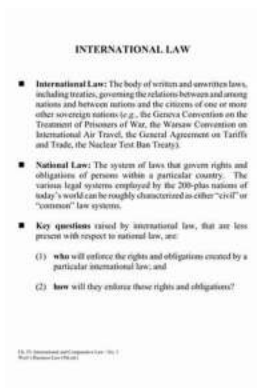 INTERNATIONAL LAW
■ International Law: The body of written and unwritten laws,
including treaties, governing the relations between and among
nations and between nations and the citizens of one or more
other sovereign nations (e.g., the Geneva Convention on the
Treatment of Prisoners of War, the Warsaw Convention on
International Air Travel, the General Agreement on Tariffs
and Trade, the Nuclear Test Ban Treaty).
■ National Law: The system of laws that govern rights and
obligations of persons within a particular country. The
various legal systems employed by the 200-plus nations of
today's world can be roughly characterized as either "civil" or
"common" law systems.
■ Key questions raised by international law, that are less
present with respect to national law, are:
(1) who will enforce the rights and obligations created by a
particular international law; and
(2) how will they enforce those rights and obligations?
International and Comparative Law
West's Business Law